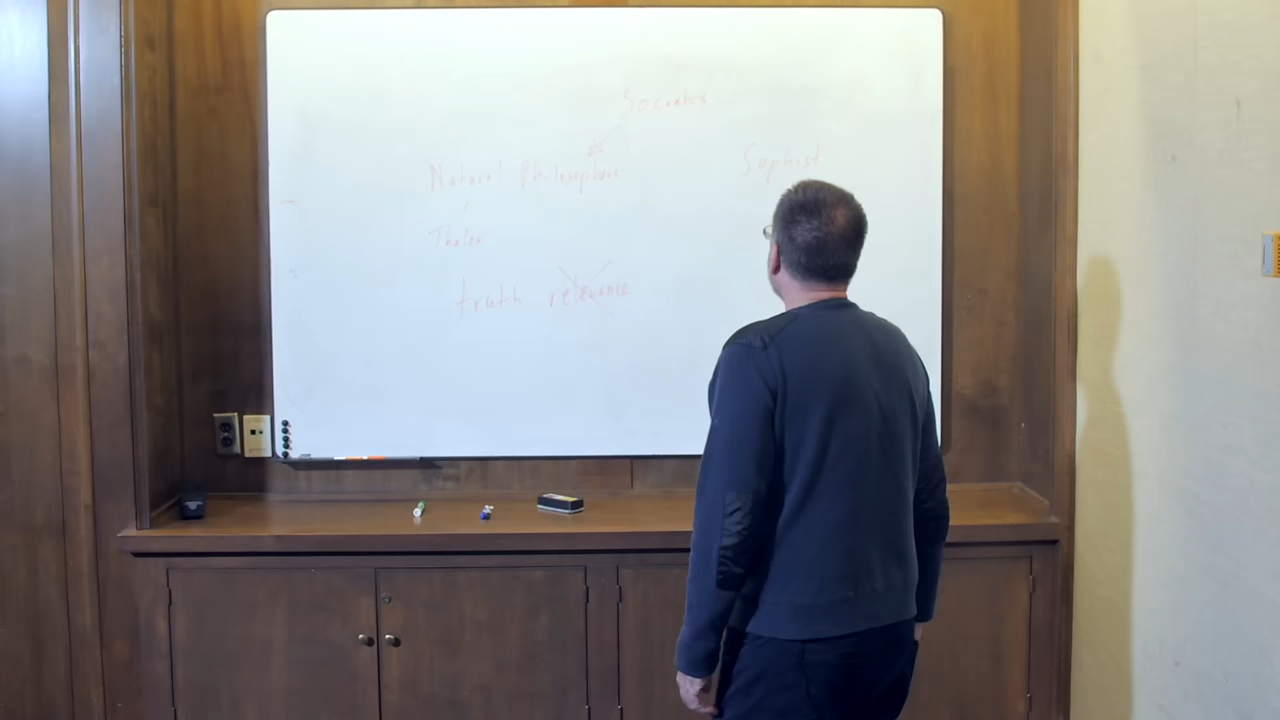 Socrates
Natural Philosophers
Sophist
Thales
truth relevance